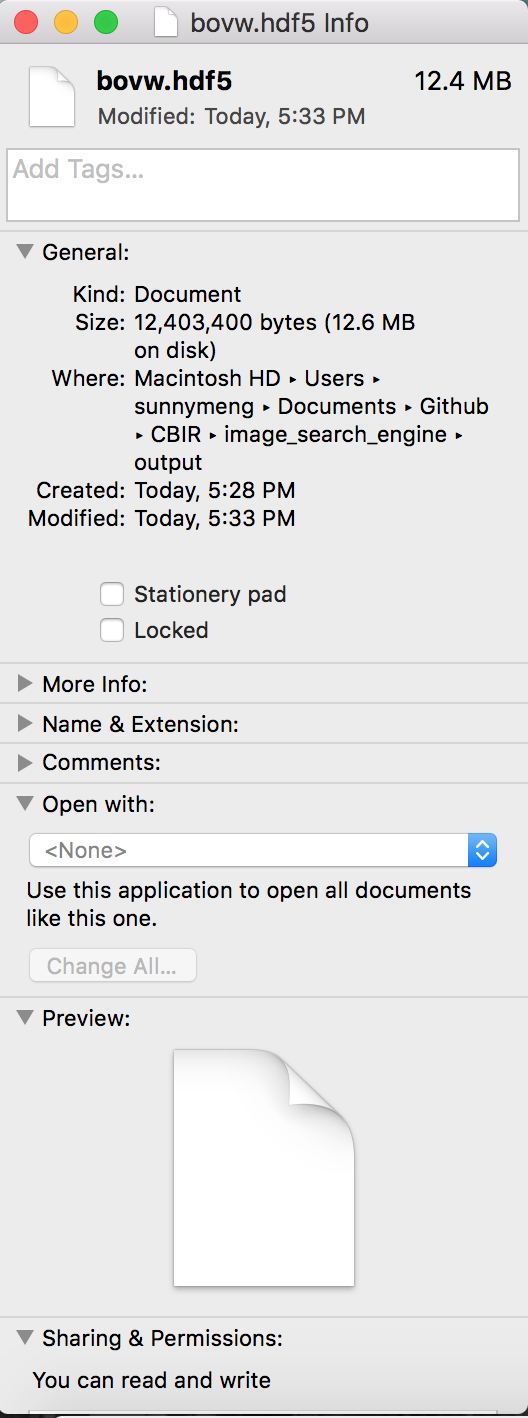 bovw.hdf5 Info
bovw.hdf5 12.4 MB
Modified: Today, 5:33 PM
Add Tags...
General:
Kind: Document
Size: 12,403,400 bytes (12.6 MB
on disk)
Where: Macintosh HD ▸ Users ▸
sunnymeng ▸ Documents ▸ Github
▸ CBIR ▸ image_search_engine ▸
output
Created: Today, 5:28 PM
Modified: Today, 5:33 PM
Stationery pad
Locked
More Info:
Name & Extension:
Comments:
Open with:
<None>
Use this application to open all documents
like this one.
Change All...
Preview:
Sharing & Permissions:
You can read and write